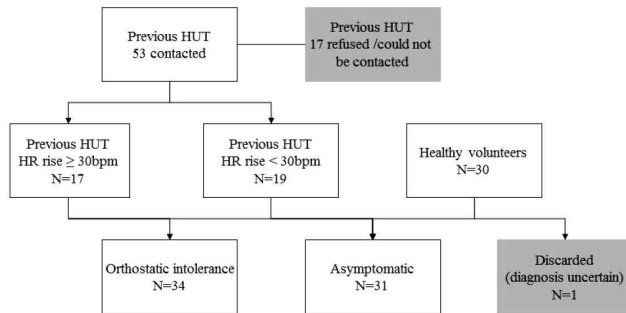 Previous HUT
53 contacted
Previous HUT
17 refused /could not
be contacted
Previous HUT
HR rise ≥ 30bpm
N=17
Previous HUT
HR rise < 30bpm
N=19
Healthy volunteers
N=30
Orthostatic intolerance
N=34
Asymptomatic
N=31
Discarded
(diagnosis uncertain)
N=1